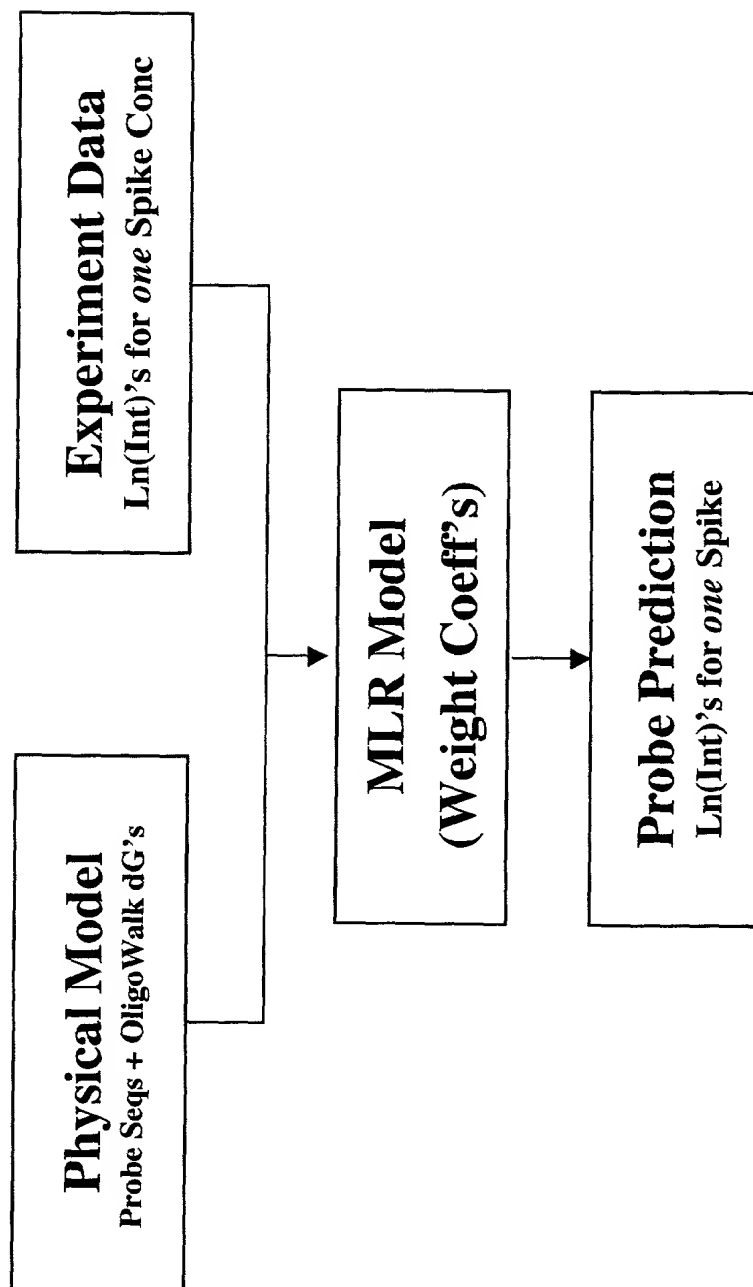 Physical Model
Probe Seqs + OligoWalk dG's
Experiment Data
Ln(Int)'s for one Spike Conc
MLR Model
(Weight Coeff's)
Probe Prediction
Ln(Int)'s for one Spike